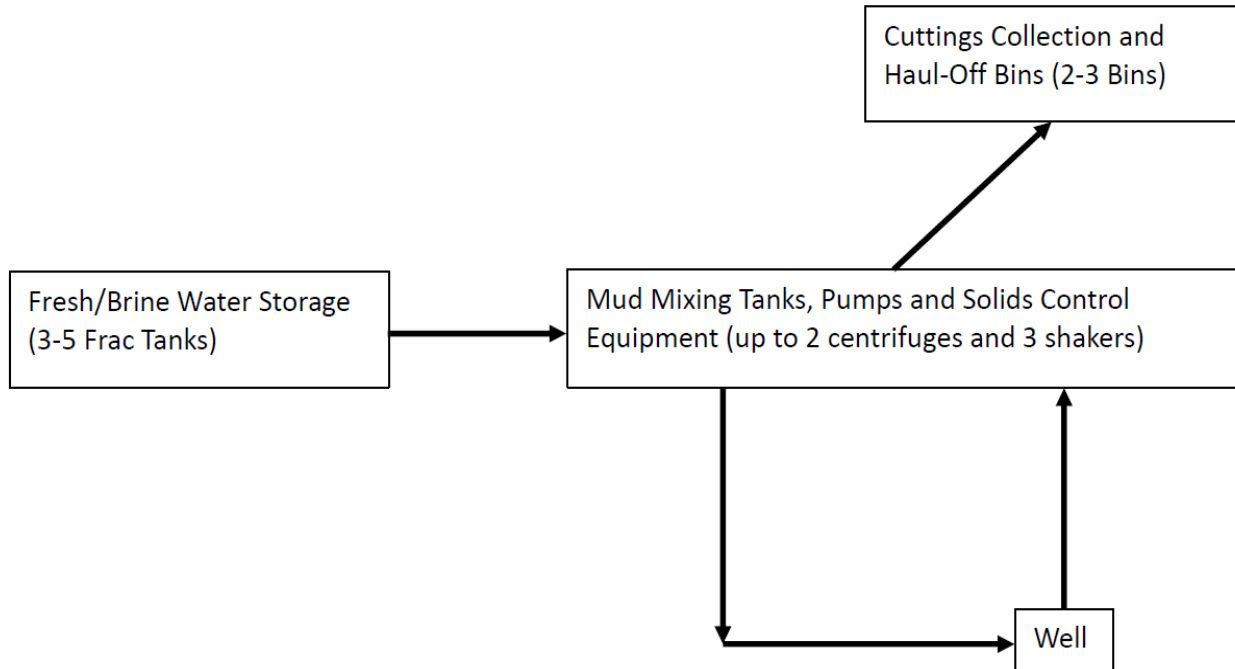 Cuttings Collection and
Haul-Off Bins (2-3 Bins)
Fresh/Brine Water Storage
(3-5 Frac Tanks)
Mud Mixing Tanks, Pumps and Solids Control
Equipment (up to 2 centrifuges and 3 shakers)
Well